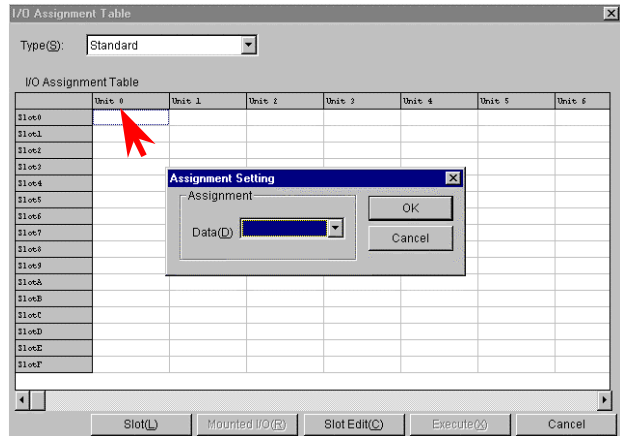 I/O Assignment Table
Type(S): Standard
I/O Assignment Table
Unit 0 Unit 1 Unit 2 Unit 3 Unit 4 Unit 5 Unit 6
Slot0
Slot1
Slot2
Slot3
Slot4
Slot5
Slot6
Slot7
Slot8
Slot9
SlotA
SlotB
SlotC
SlotD
SlotE
SlotF
Assignment Setting
Assignment
Data(D)
OK
Cancel
Slot(L) Mounted I/O(R) Slot Edit(C) Execute(X) Cancel